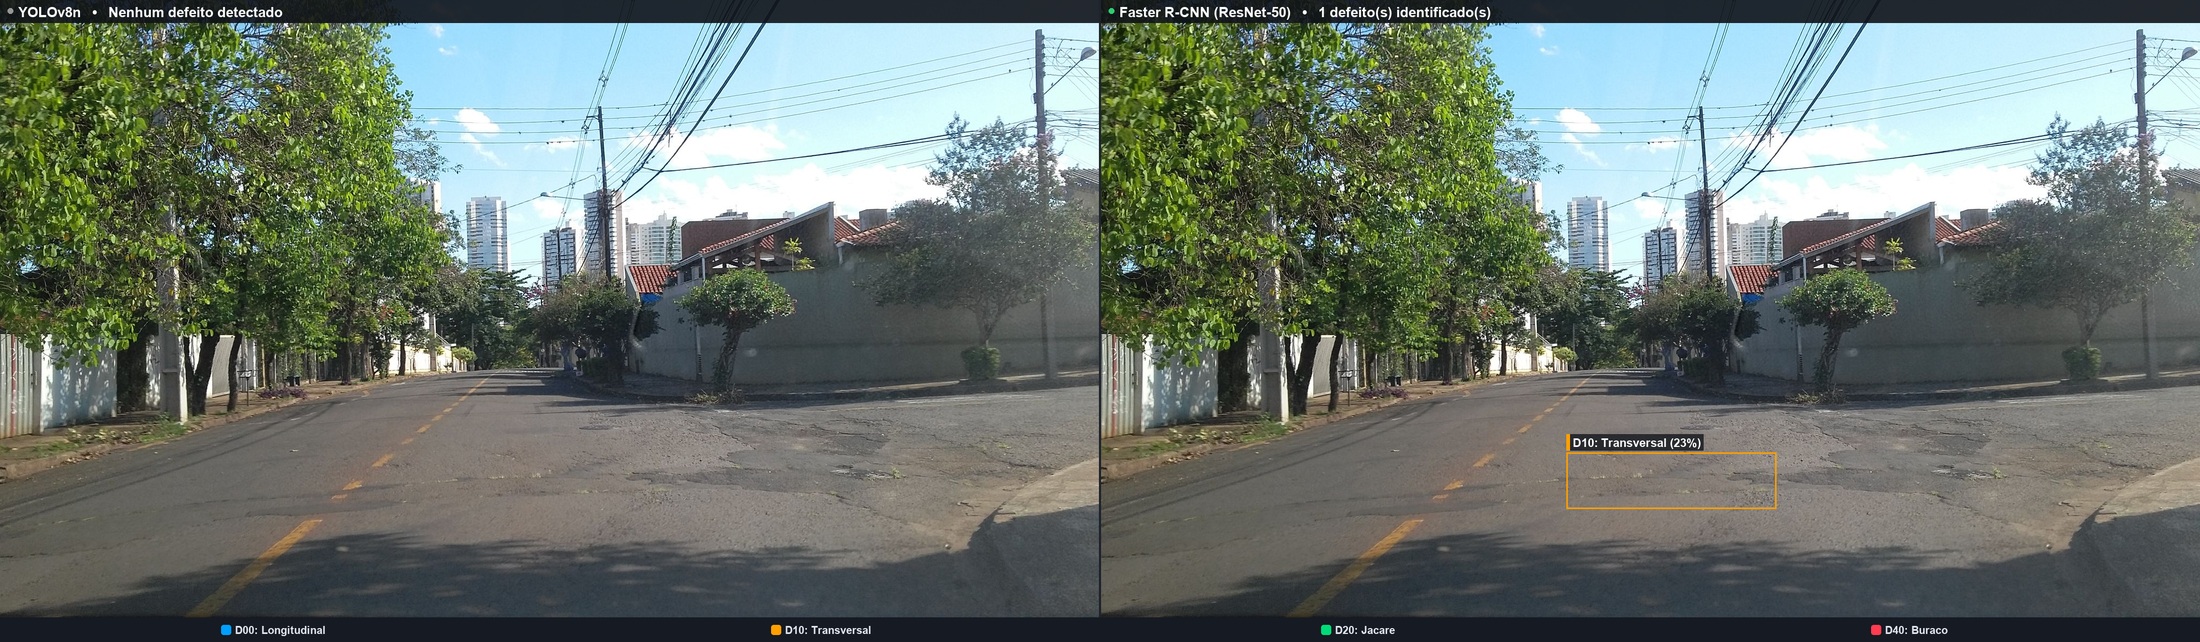 YOLOv8n • Nenhum defeito detectado
Faster R-CNN (ResNet-50) • 1 defeito(s) identificado(s)
D10: Transversal (23%)
D00: Longitudinal
D10: Transversal
D20: Jacare
D40: Buraco